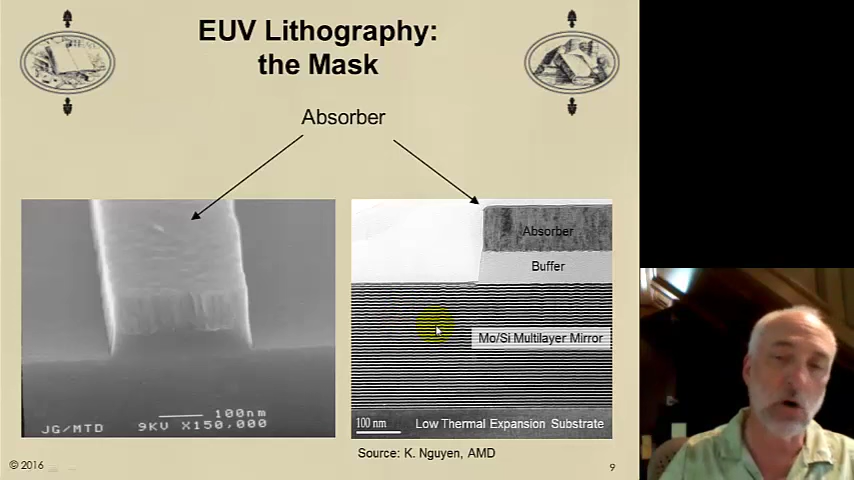 EUV Lithography:
the Mask
Absorber
Absorber
Buffer
Mo/Si Multilayer Mirror
100 nm
Low Thermal Expansion Substrate
100nm
JG/MTD 9KV X150,000
Source: K. Nguyen, AMD
© 2016
9